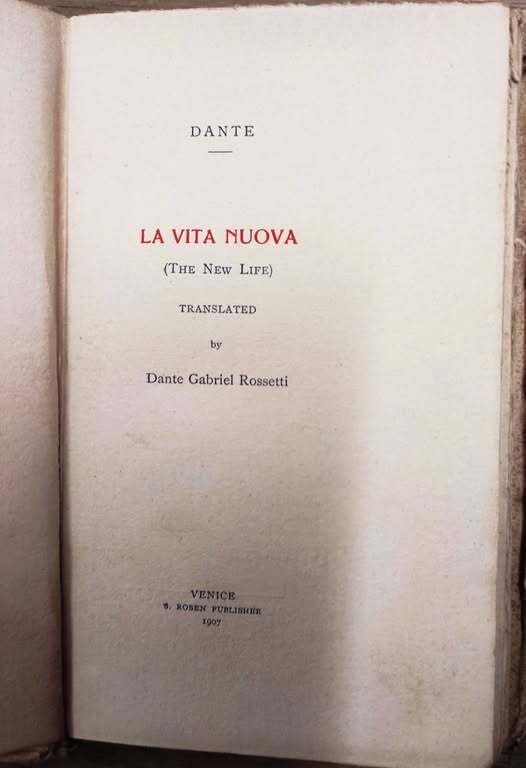 DANTE
LA VITA NUOVA
(The New Life)
TRANSLATED
by
Dante Gabriel Rossetti
VENICE
S. ROSEN PUBLISHER
1907